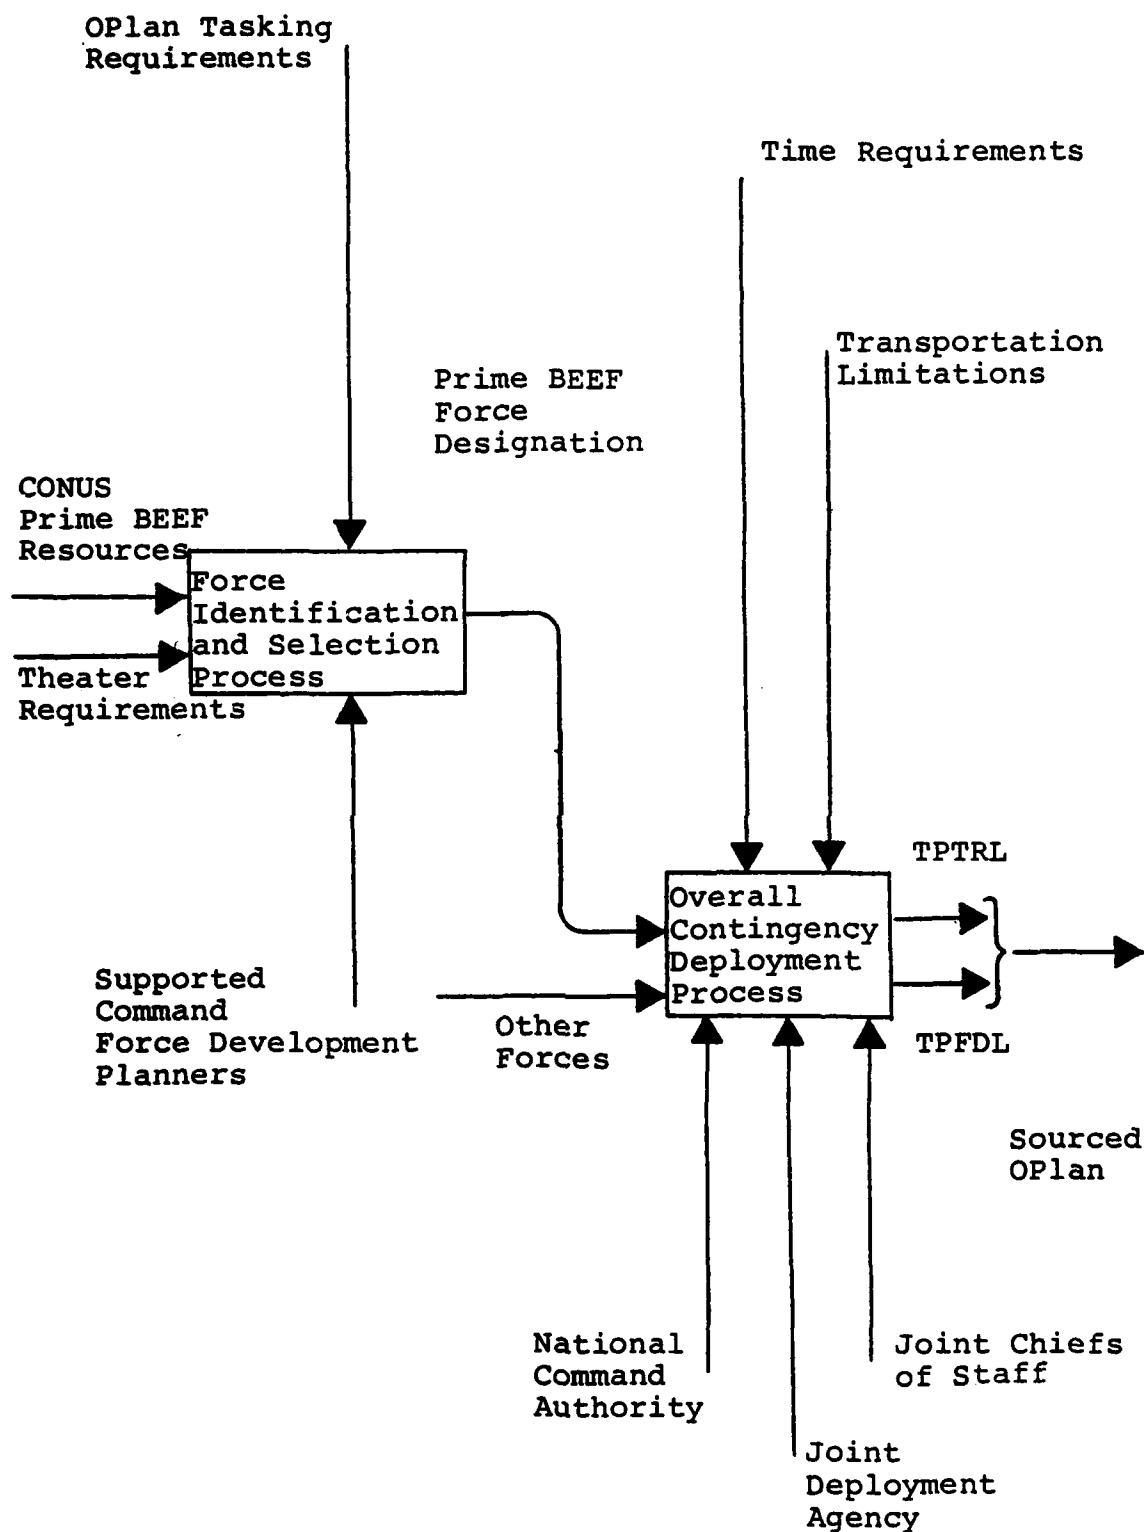 OPlan Tasking
Requirements
Time Requirements
Transportation
Limitations
Prime BEEF
Force
Designation
CONUS
Prime BEEF
Resources
Force
Identification
and Selection
Process
Theater
Requirements
TPTRL
Overall
Contingency
Deployment
Process
Supported
Command
Force Development
Planners
Other
Forces
TPFDL
Sourced
OPlan
National
Command
Authority
Joint Chiefs
of Staff
Joint
Deployment
Agency